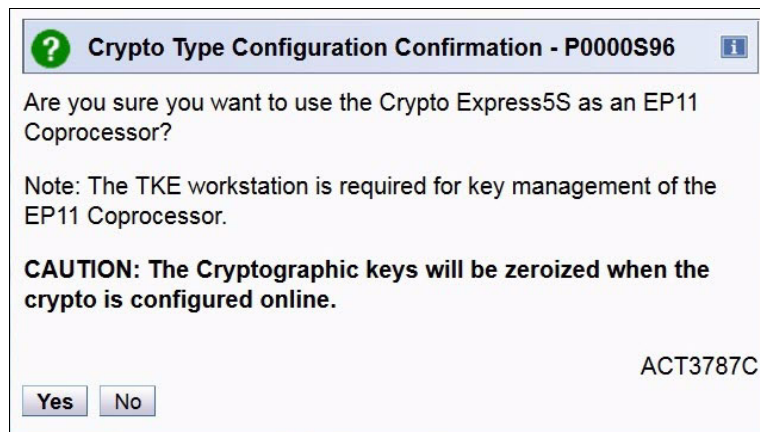 Crypto Type Configuration Confirmation - P0000S96
Are you sure you want to use the Crypto Express5S as an EP11
Coprocessor?
Note: The TKE workstation is required for key management of the
EP11 Coprocessor.
CAUTION: The Cryptographic keys will be zeroized when the
crypto is configured online.
ACT3787C
Yes No